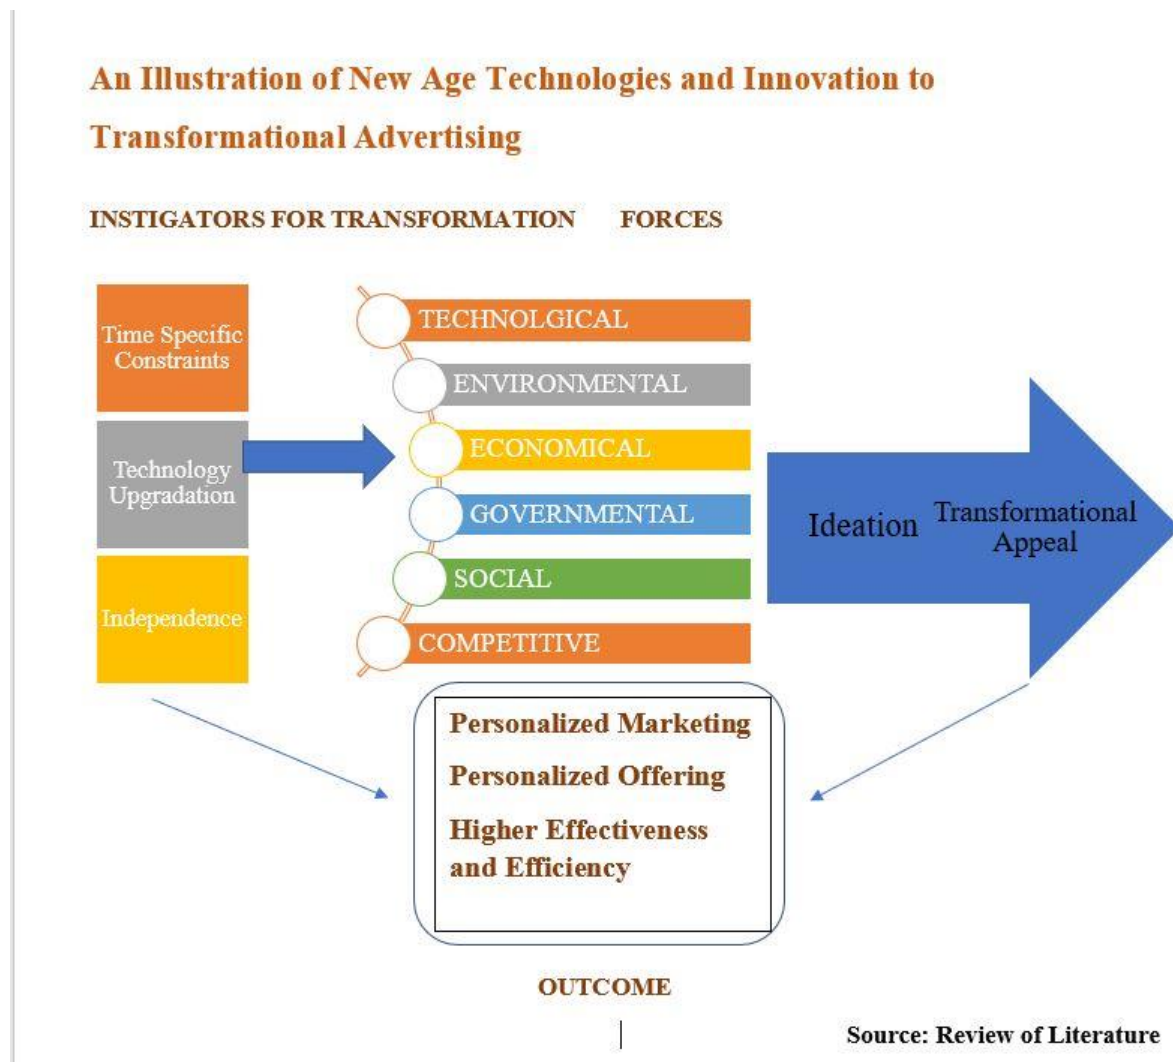 An Illustration of New Age Technologies and Innovation to
Transformational Advertising
INSTIGATORS FOR TRANSFORMATION FORCES
Time Specific
Constraints
Technology
Upgradation
Independence
TECHNOLGICAL
ENVIRONMENTAL
ECONOMICAL
GOVERNMENTAL
SOCIAL
COMPETITIVE
Ideation
Transformational
Appeal
Personalized Marketing
Personalized Offering
Higher Effectiveness
and Efficiency
OUTCOME
Source: Review of Literature